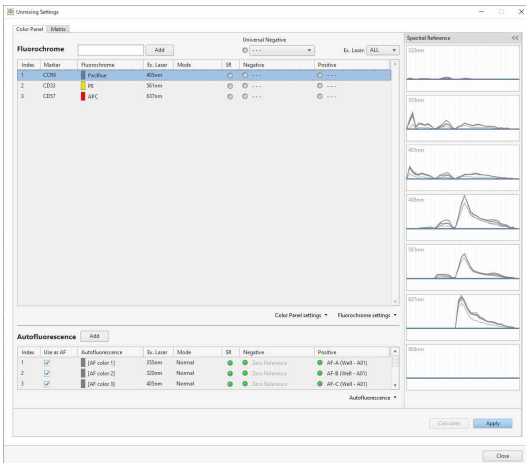 Unmixing Settings
Color Panel Matrix
Fluorochrome Add Universal Negative - - - Ex. Laser: ALL
Index Marker Fluorochrome Ex. Laser Mode SR Negative Positive
1 CCR6 PacBlue 405nm - - - - - -
2 CD33 PE 561nm - - - - - -
3 CD57 APC 637nm - - - - - -
Color Panel settings Fluorochrome settings
Autofluorescence Add
Index Use as AF Autofluorescence Ex. Laser Mode SR Negative Positive
1 [AF color 1] 355nm Normal Zero Reference AF-A (Well - A01)
2 [AF color 2] 320nm Normal Zero Reference AF-B (Well - A01)
3 [AF color 3] 405nm Normal Zero Reference AF-C (Well - A01)
Autofluorescence
Spectral Reference <<
320nm
355nm
405nm
488nm
561nm
637nm
808nm
Calculate Apply
Close